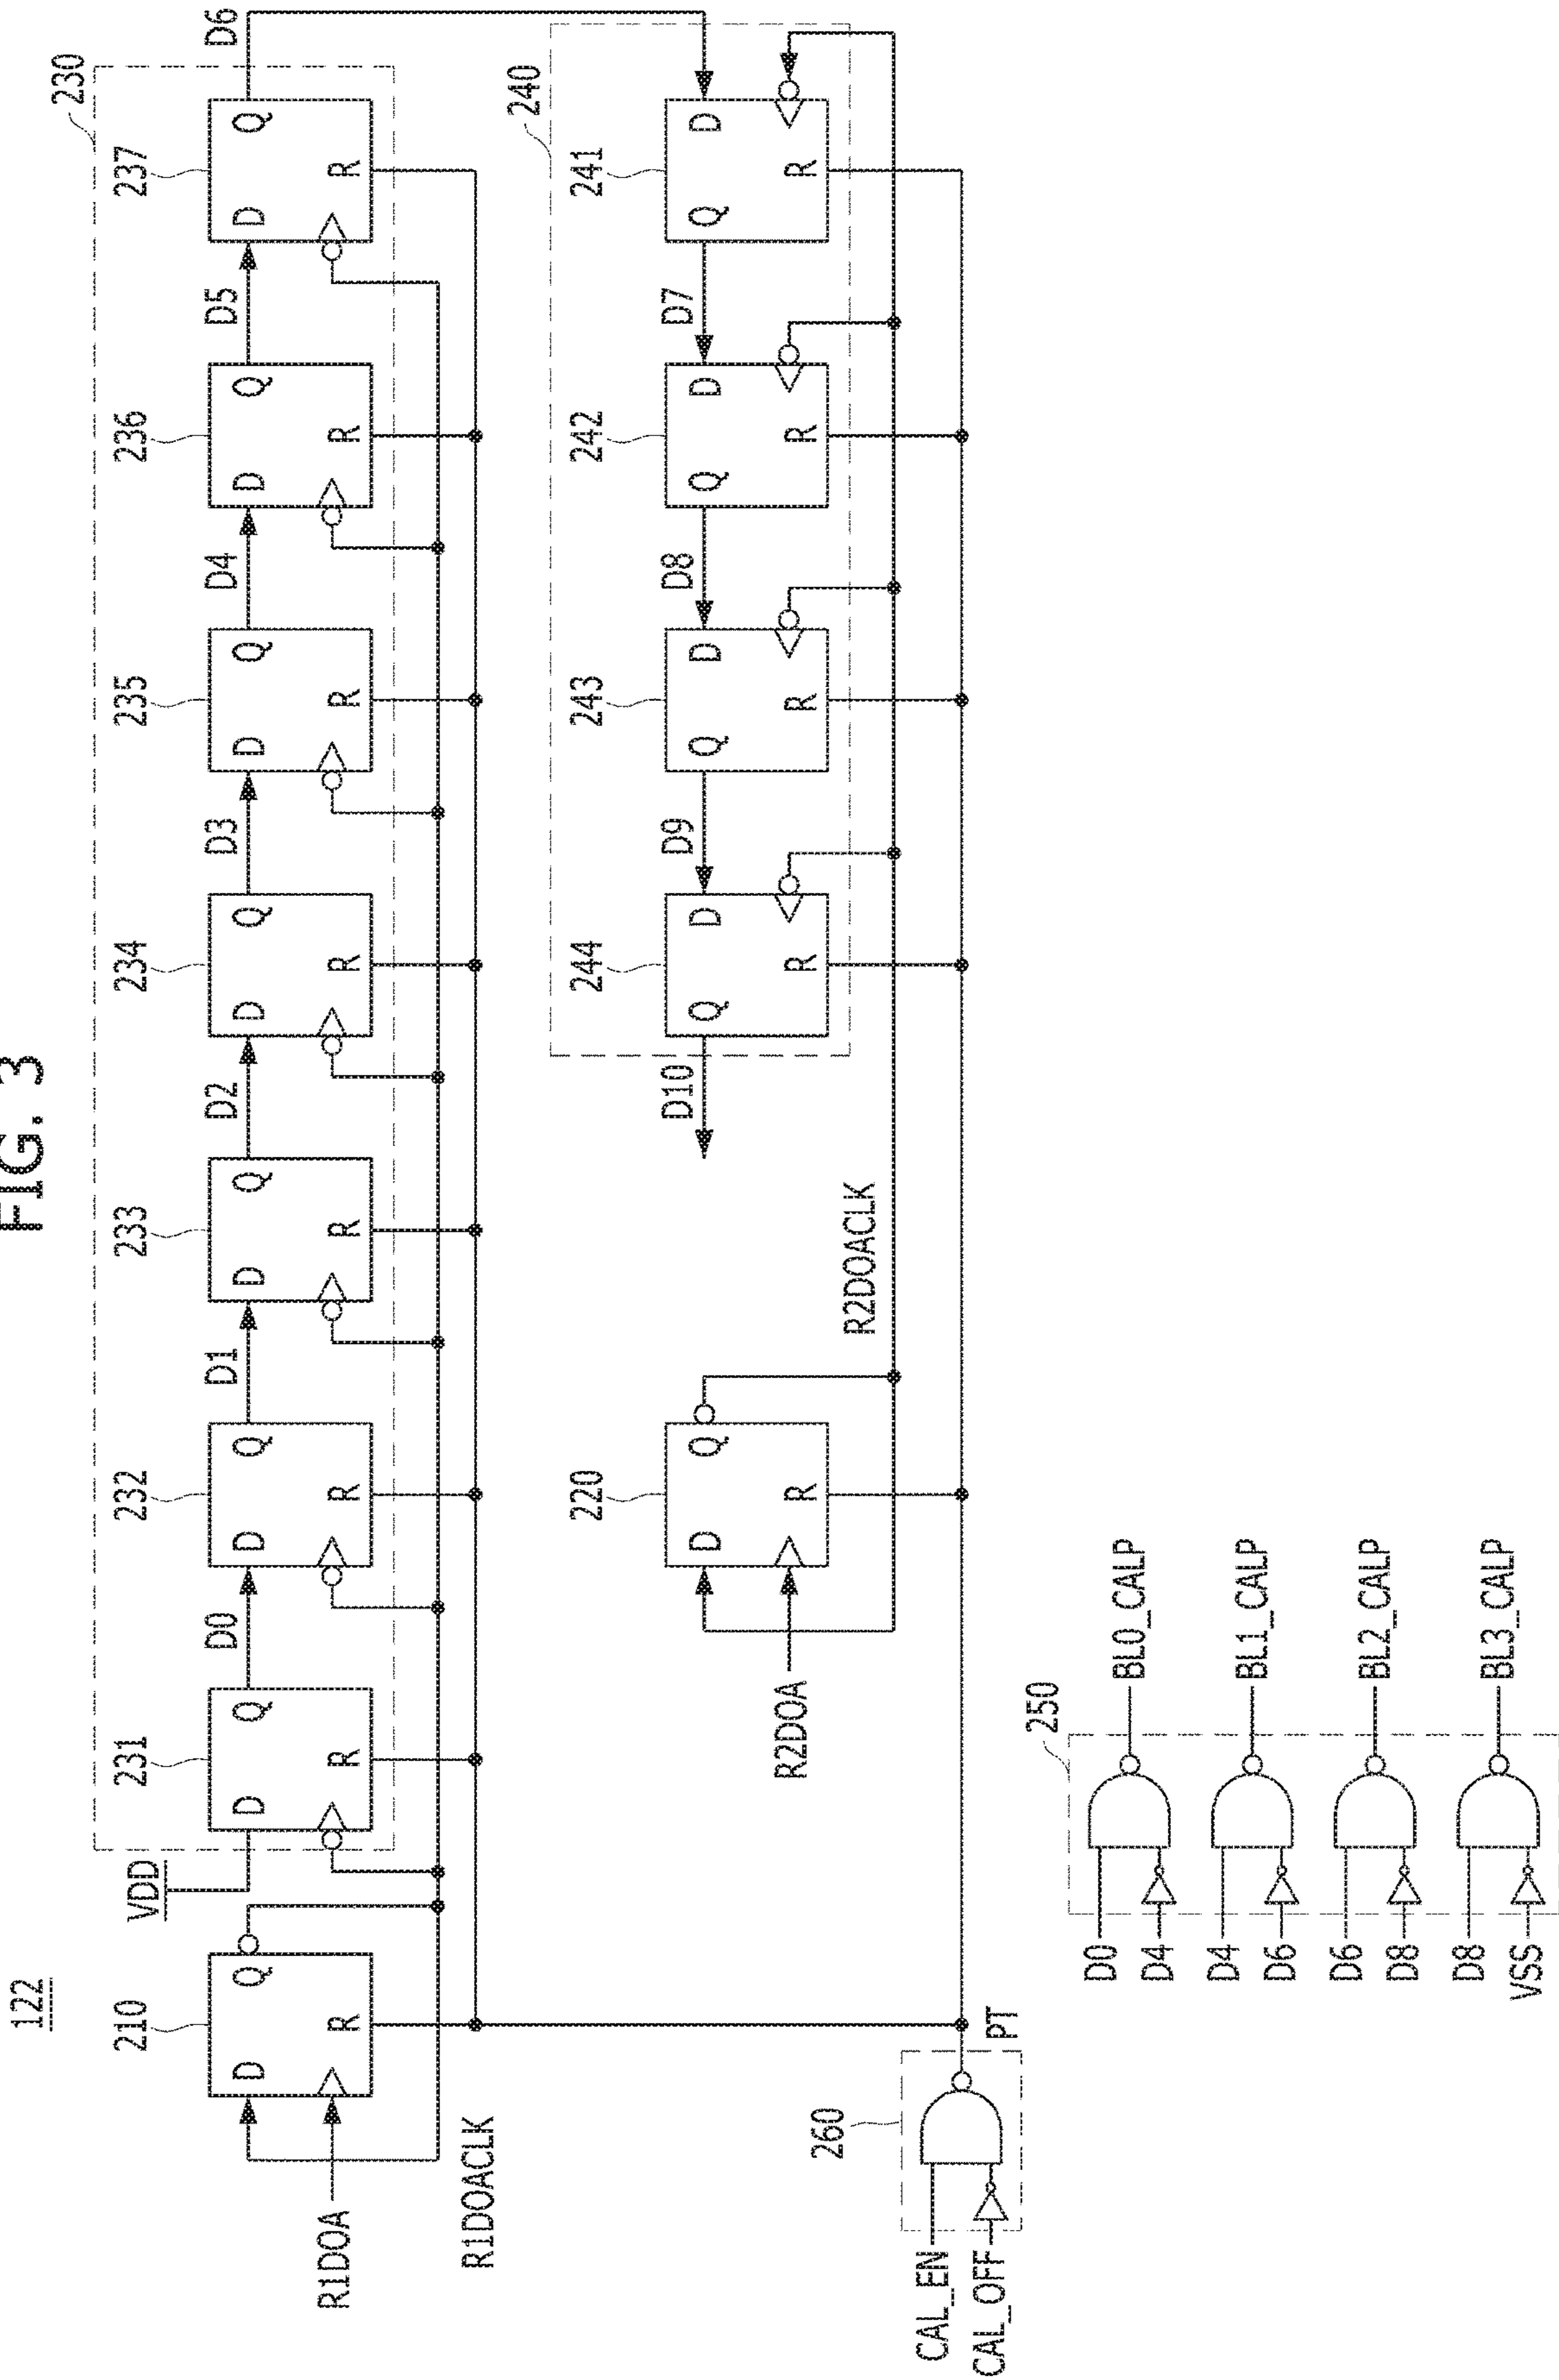 FIG. 3
122
230
210
231
232
233
234
235
236
237
VDD
D0
D1
D2
D3
D4
D5
D6
D Q R
D Q R
D Q R
D Q R
D Q R
D Q R
D Q R
D Q R
R1DOA
R1DOACLK
240
220
244
243
242
241
D10
D9
D8
D7
D Q R
Q D R
Q D R
Q D R
Q D R
R2DOA
R2DOACLK
260
CAL_EN
CAL_OFF
PT
250
D0
D4
BL0_CALP
D4
D6
BL1_CALP
D6
D8
BL2_CALP
D8
VSS
BL3_CALP